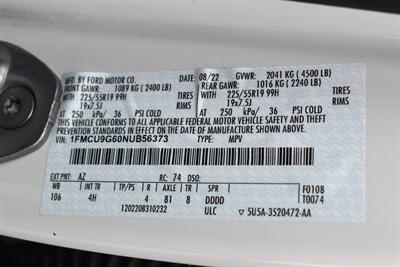 MFD. BY FORD MOTOR CO. DATE: 08/22 GVWR: 2041 KG ( 4500 LB)
FRONT GAWR: 1089 KG ( 2400 LB) REAR GAWR: 1016 KG ( 2240 LB)
WITH 225/55R19 99H TIRES WITH 225/55R19 99H TIRES
19x7.5J RIMS 19x7.5J RIMS
AT 250 kPa/ 36 PSI COLD AT 250 kPa/ 36 PSI COLD
THIS VEHICLE CONFORMS TO ALL APPLICABLE FEDERAL MOTOR VEHICLE SAFETY, BUMPER,
AND THEFT PREVENTION STANDARDS IN EFFECT ON THE DATE OF MANUFACTURE SHOWN ABOVE.
VIN: 1FMCU9G60NUB56373 TYPE: MPV
EXT PNT: AZ RC: 74 DSO:
WB INT TR TP/PS R AXLE TR SPR F0108
106 4H 4 81 8 DDDD T0074
1202208310232 ULC 5U5A-3520472-AA